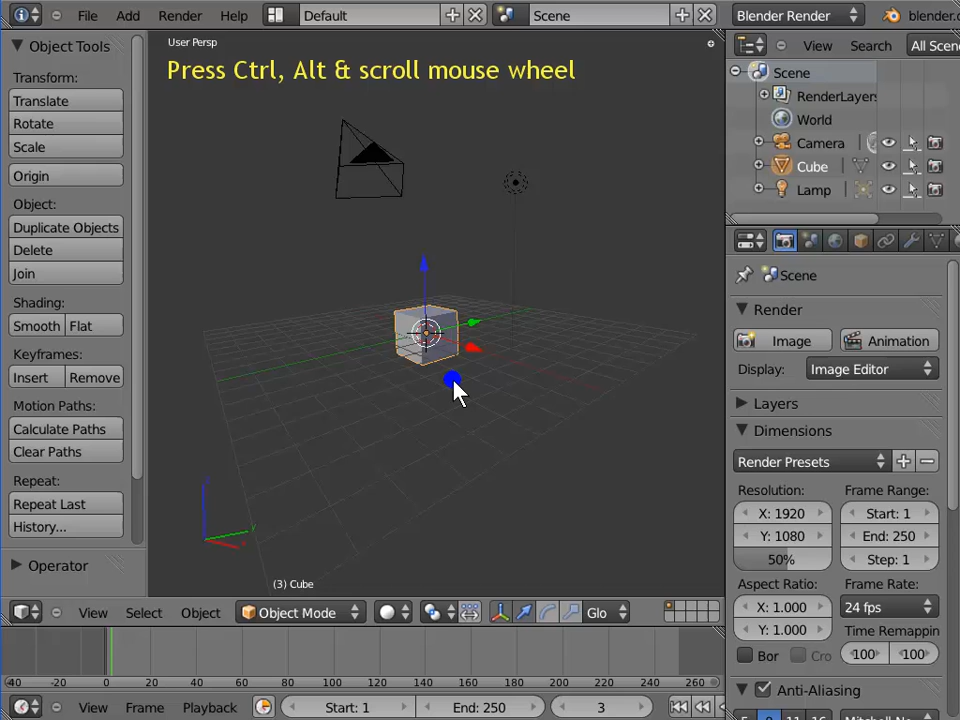 File Add Render Help Default Scene Blender Render
Object Tools
Transform:
Translate
Rotate
Scale
Origin
Object:
Duplicate Objects
Delete
Join
Shading:
Smooth Flat
Keyframes:
Insert Remove
Motion Paths:
Calculate Paths
Clear Paths
Repeat:
Repeat Last
History...
Operator
User Persp
Press Ctrl, Alt & scroll mouse wheel
(3) Cube
View Select Object Object Mode Glo
-20 0 20 40 60 80 100 120 140 160 180 200 220 240 260
View Frame Playback Start: 1 End: 250 3
View Search All Scen
Scene
RenderLayers
World
Camera
Cube
Lamp
Scene
Render
Image Animation
Display: Image Editor
Layers
Dimensions
Render Presets
Resolution: Frame Range:
X: 1920 Start: 1
Y: 1080 End: 250
50% Step: 1
Aspect Ratio: Frame Rate:
X: 1.000 24 fps
Y: 1.000 Time Remappin
Bor Cro 100 100
Anti-Aliasing